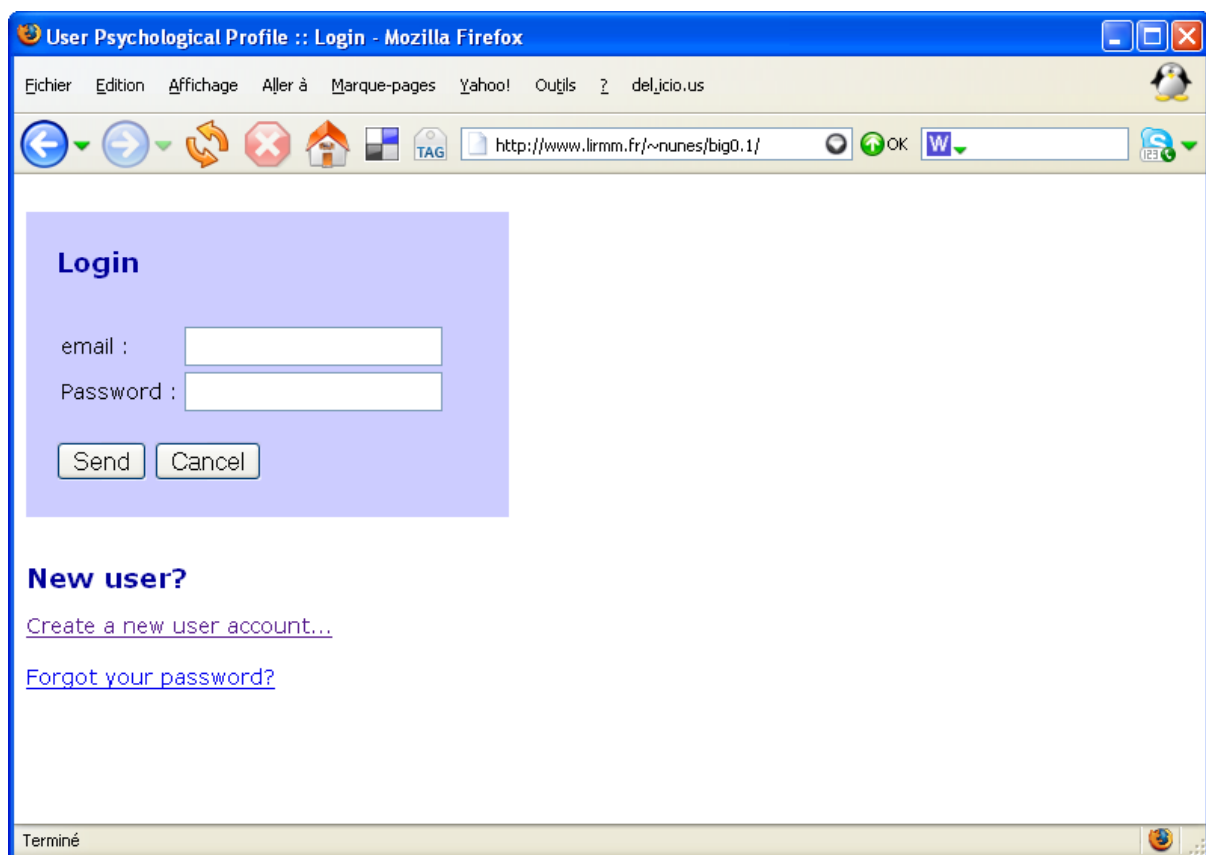 User Psychological Profile :: Login - Mozilla Firefox
Fichier Edition Affichage Aller à Marque-pages Yahoo! Outils ? del.icio.us
TAG http://www.lirmm.fr/~nunes/big0.1/ OK W 123
Login
email :
Password :
Send Cancel
New user?
Create a new user account...
Forgot your password?
Terminé